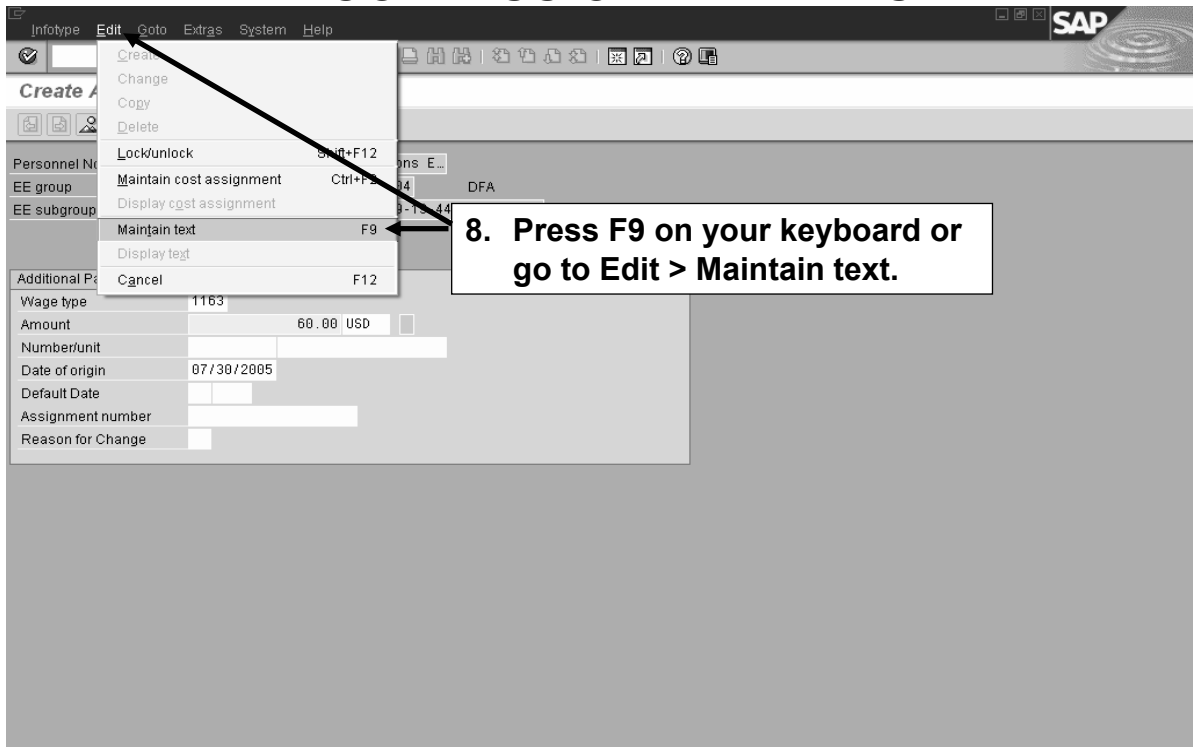 Infotype Edit Goto Extras System Help
SAP
Create
Create A
Change
Copy
Delete
Lock/unlock Shift+F12
Personnel No ons E…
Maintain cost assignment Ctrl+F2
EE group 04 DFA
Display cost assignment
EE subgroup
Maintain text F9
8. Press F9 on your keyboard or
go to Edit > Maintain text.
Display text
Additional Pa
Cancel F12
Wage type 1163
Amount 60.00 USD
Number/unit
Date of origin 07/30/2005
Default Date
Assignment number
Reason for Change